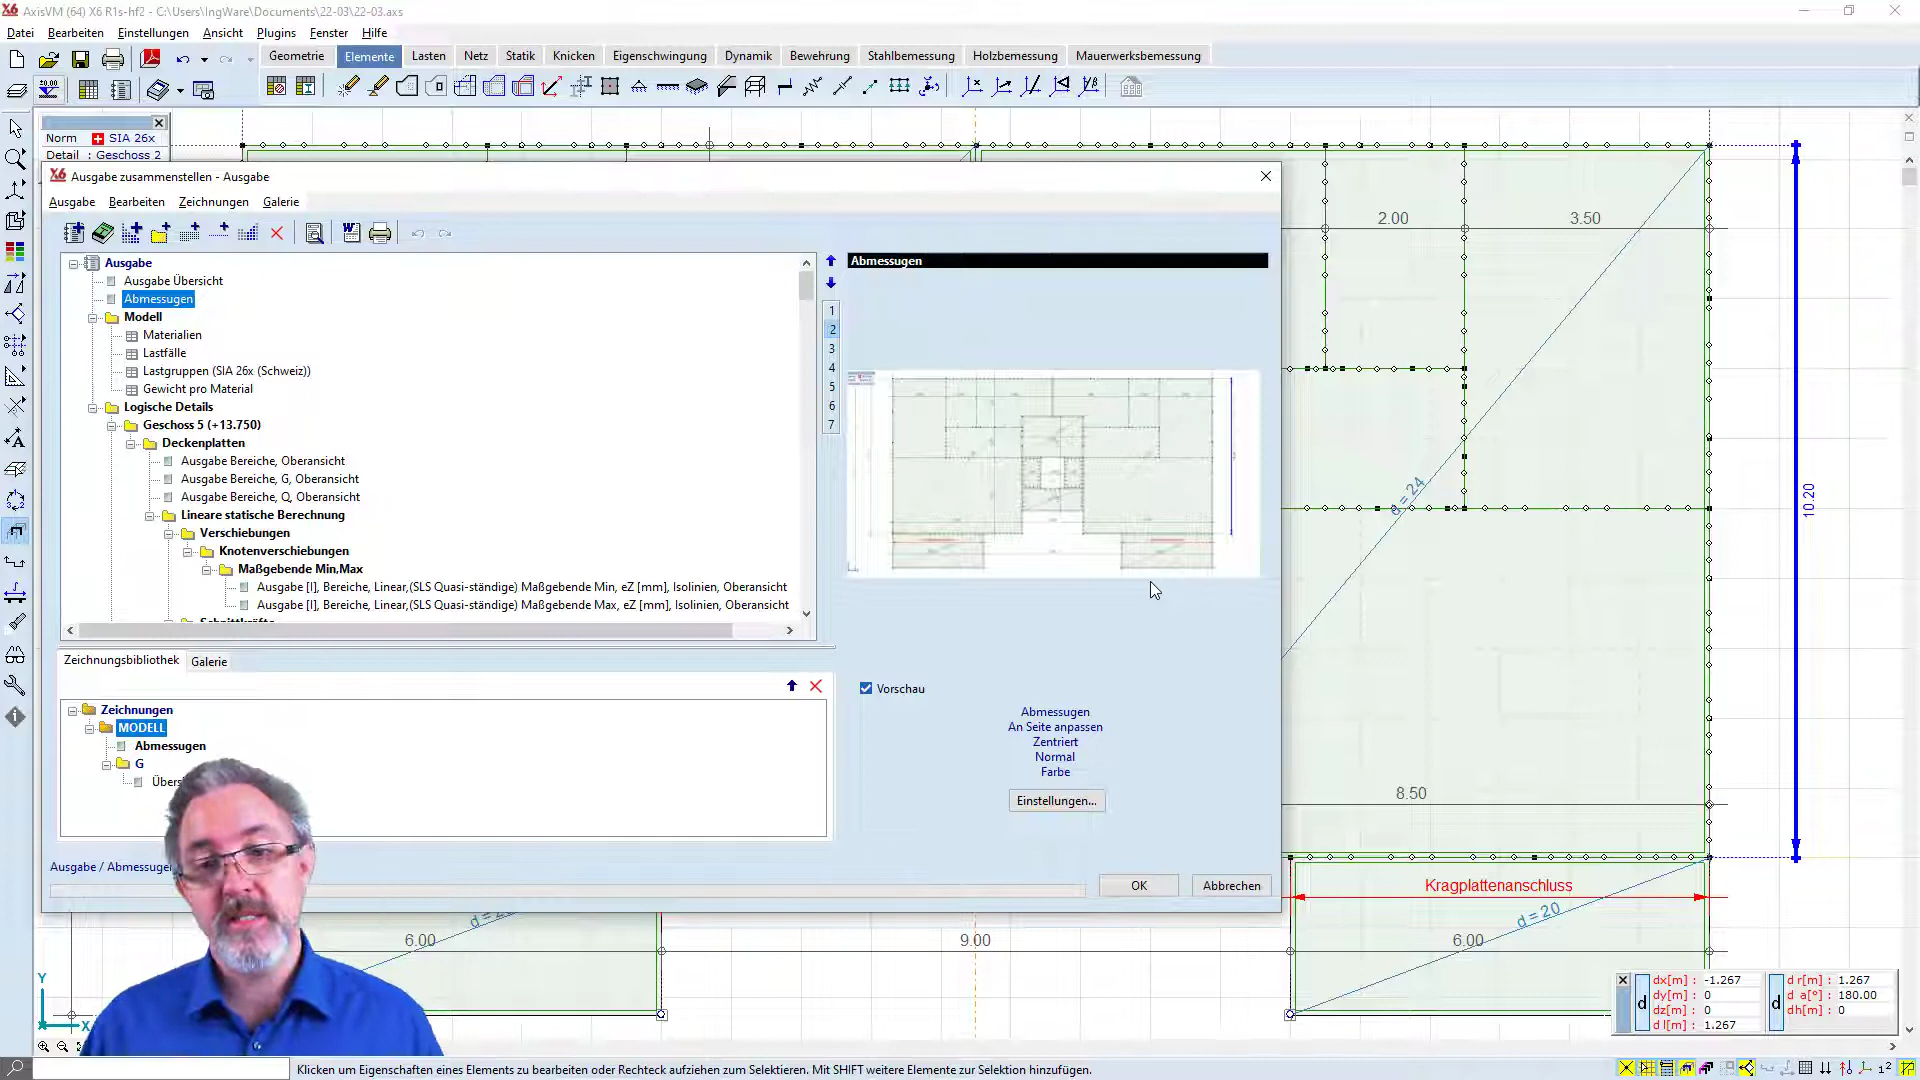 AxisVM (64) X6 R1s-hf2 - C:\Users\IngWare\Documents\22-03\22-03.axs
Datei Bearbeiten Einstellungen Ansicht Plugins Fenster Hilfe
Geometrie Elemente Lasten Netz Statik Knicken Eigenschwingung Dynamik Bewehrung Stahlbemessung Holzbemessung Mauerwerksbemessung
Norm SIA 26x
Detail : Geschoss 2
Ausgabe zusammenstellen - Ausgabe
Ausgabe Bearbeiten Zeichnungen Galerie
Ausgabe
Ausgabe Übersicht
Abmessugen
Modell
Materialien
Lastfälle
Lastgruppen (SIA 26x (Schweiz))
Gewicht pro Material
Logische Details
Geschoss 5 (+13.750)
Deckenplatten
Ausgabe Bereiche, Oberansicht
Ausgabe Bereiche, G, Oberansicht
Ausgabe Bereiche, Q, Oberansicht
Lineare statische Berechnung
Verschiebungen
Knotenverschiebungen
Maßgebende Min,Max
Ausgabe [I], Bereiche, Linear,(SLS Quasi-ständige) Maßgebende Min, eZ [mm], Isolinien, Oberansicht
Ausgabe [I], Bereiche, Linear,(SLS Quasi-ständige) Maßgebende Max, eZ [mm], Isolinien, Oberansicht
1
2
3
4
5
6
7
Abmessugen
Zeichnungsbibliothek Galerie
Zeichnungen
MODELL
Abmessugen
G
Vorschau
Abmessugen
An Seite anpassen
Zentriert
Normal
Farbe
Einstellungen...
Ausgabe / Abmessugen
OK Abbrechen
2.00 3.50
d = 24
10.20
8.50
Kragplattenanschluss
d = 20
6.00 9.00 6.00
Y
X
dx[m] : -1.267
dy[m] : 0
dz[m] : 0
d l[m] : 1.267
d r[m] : 1.267
d a[°] : 180.00
dh[m] : 0
Klicken um Eigenschaften eines Elements zu bearbeiten oder Rechteck aufziehen zum Selektieren. Mit SHIFT weitere Elemente zur Selektion hinzufügen.